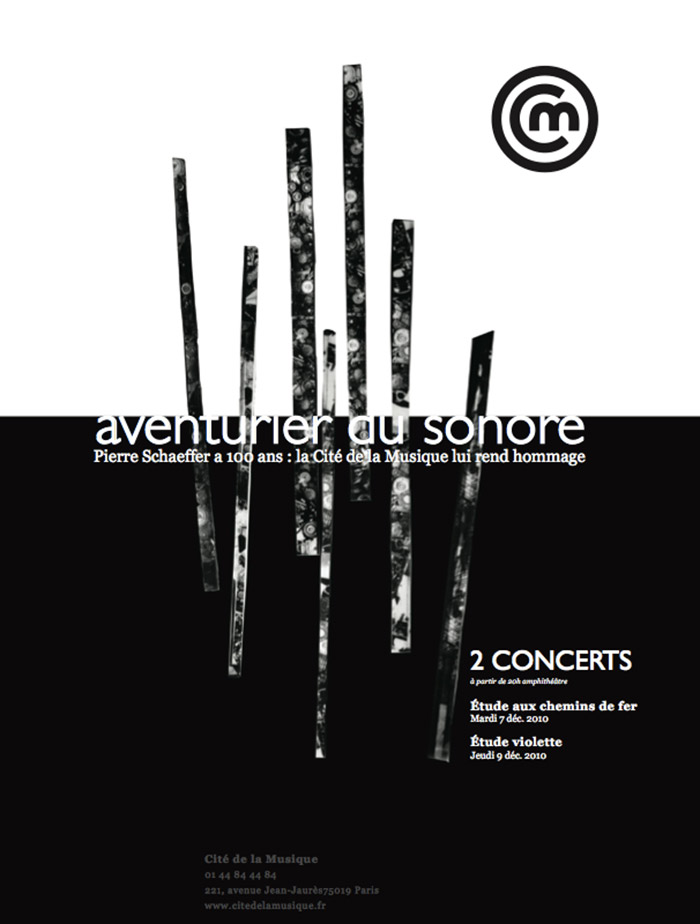 Cm
aventurier du sonore
Pierre Schaeffer a 100 ans : la Cité de la Musique lui rend hommage
2 CONCERTS
à partir de 20h amphithéâtre
Étude aux chemins de fer
Mardi 7 déc. 2010
Étude violette
Jeudi 9 déc. 2010
Cité de la Musique
01 44 84 44 84
221, avenue Jean-Jaurès75019 Paris
www.citedelamusique.fr